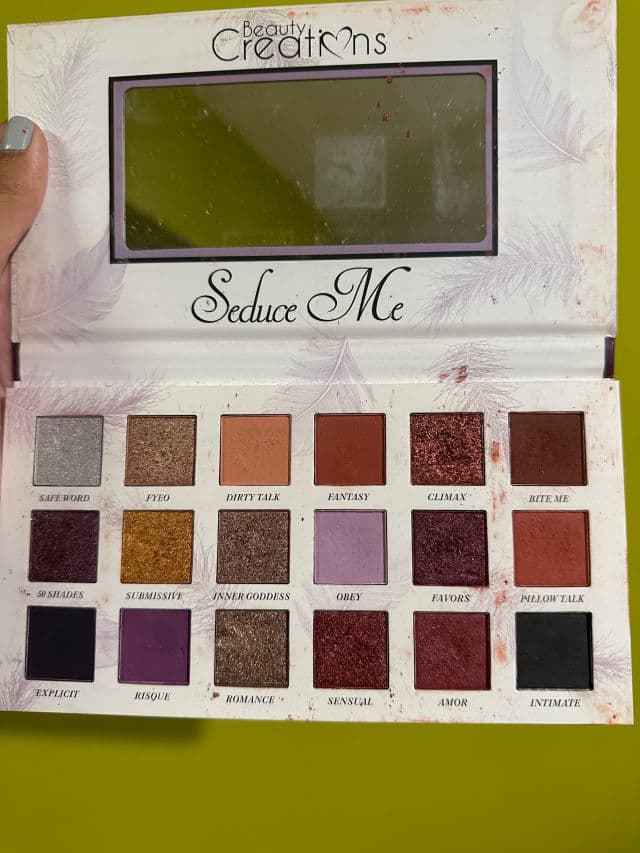 Beauty
Creations
Seduce Me
SAFE WORD FYEO DIRTY TALK FANTASY CLIMAX BITE ME
50 SHADES SUBMISSIVE INNER GODDESS OBEY FAVORS PILLOW TALK
EXPLICIT RISQUE ROMANCE SENSUAL AMOR INTIMATE